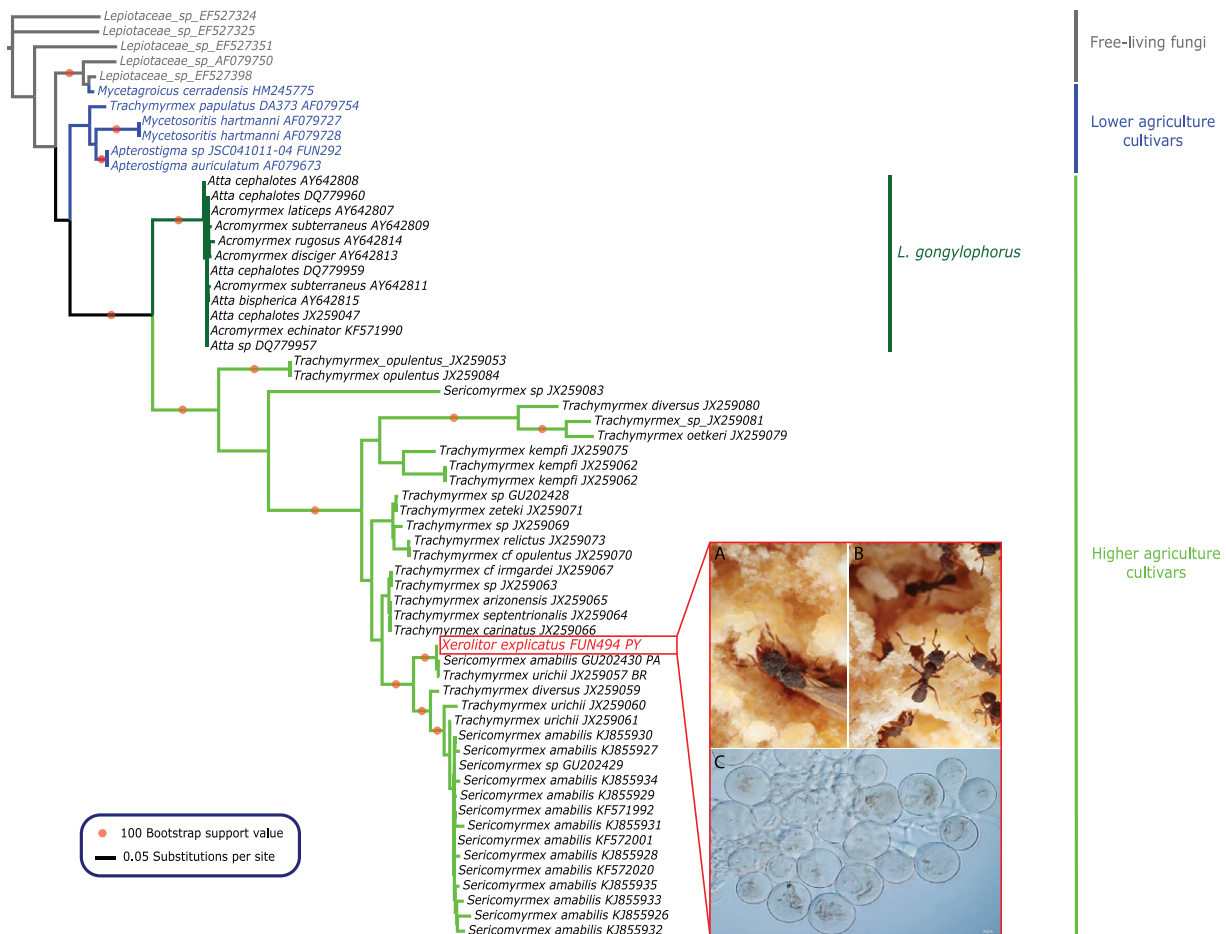 Lepiotaceae_sp_EF527324
Lepiotaceae_sp_EF527325
Lepiotaceae_sp_EF527351
Lepiotaceae_sp_AF079750
Lepiotaceae_sp_EF527398
Mycetagroicus cerradensis HM245775
Trachymyrmex papulatus DA373 AF079754
Mycetosoritis hartmanni AF079727
Mycetosoritis hartmanni AF079728
Apterostigma sp JSC041011-04 FUN292
Apterostigma auriculatum AF079673
Atta cephalotes AY642808
Atta cephalotes DQ779960
Acromyrmex laticeps AY642807
Acromyrmex subterraneus AY642809
Acromyrmex rugosus AY642814
Acromyrmex disciger AY642813
Atta cephalotes DQ779959
Acromyrmex subterraneus AY642811
Atta bispherica AY642815
Atta cephalotes JX259047
Acromyrmex echinator KF571990
Atta sp DQ779957
Trachymyrmex_opulentus_JX259053
Trachymyrmex opulentus JX259084
Sericomyrmex sp JX259083
Trachymyrmex diversus JX259080
Trachymyrmex_sp_JX259081
Trachymyrmex oetkeri JX259079
Trachymyrmex kempfi JX259075
Trachymyrmex kempfi JX259062
Trachymyrmex kempfi JX259062
Trachymyrmex sp GU202428
Trachymyrmex zeteki JX259071
Trachymyrmex sp JX259069
Trachymyrmex relictus JX259073
Trachymyrmex cf opulentus JX259070
Trachymyrmex cf irmgardei JX259067
Trachymyrmex sp JX259063
Trachymyrmex arizonensis JX259065
Trachymyrmex septentrionalis JX259064
Trachymyrmex carinatus JX259066
Xerolitor explicatus FUN494 PY
Sericomyrmex amabilis GU202430 PA
Trachymyrmex urichii JX259057 BR
Trachymyrmex diversus JX259059
Trachymyrmex urichii JX259060
Trachymyrmex urichii JX259061
Sericomyrmex amabilis KJ855930
Sericomyrmex amabilis KJ855927
Sericomyrmex sp GU202429
Sericomyrmex amabilis KJ855934
Sericomyrmex amabilis KJ855929
Sericomyrmex amabilis KF571992
Sericomyrmex amabilis KJ855931
Sericomyrmex amabilis KF572001
Sericomyrmex amabilis KJ855928
Sericomyrmex amabilis KF572020
Sericomyrmex amabilis KJ855935
Sericomyrmex amabilis KJ855933
Sericomyrmex amabilis KJ855926
Sericomyrmex amabilis KJ855932
Free-living fungi
Lower agriculture
cultivars
L. gongylophorus
Higher agriculture
cultivars
A
B
C
100 Bootstrap support value
0.05 Substitutions per site